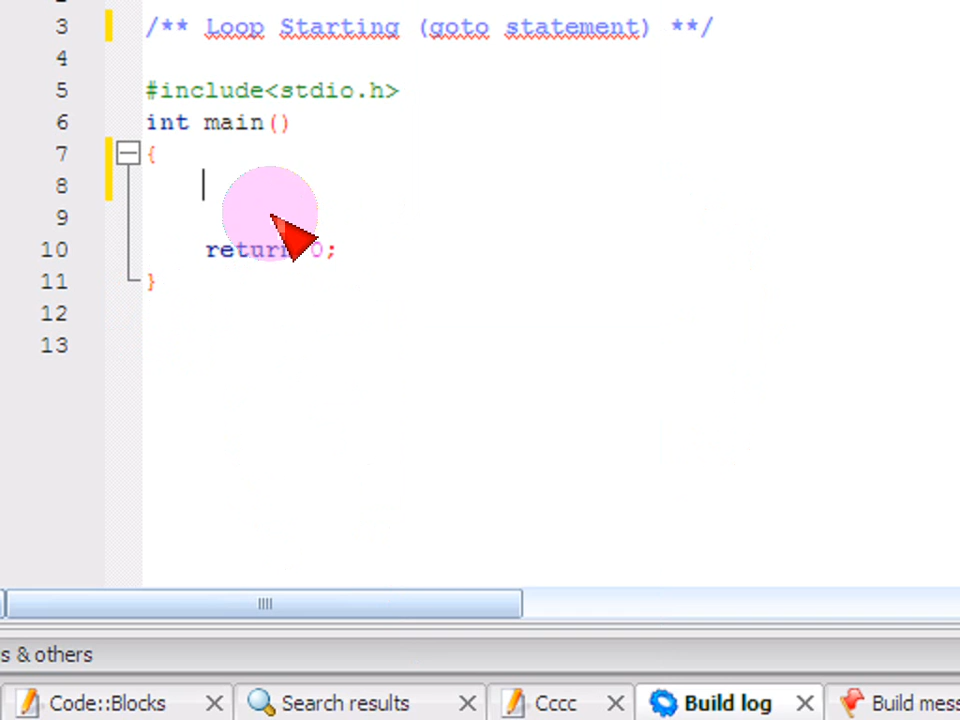 3 /** Loop Starting (goto statement) **/
4
5 #include<stdio.h>
6 int main()
7 {
8
9
10 return 0;
11 }
12
13
s & others
Code::Blocks Search results Cccc Build log Build mes